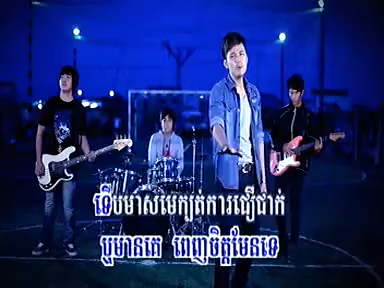 ទើបមាសមេក្បត់ការជឿជាក់
ឬមានគេ ពេញចិត្តមែនទេ